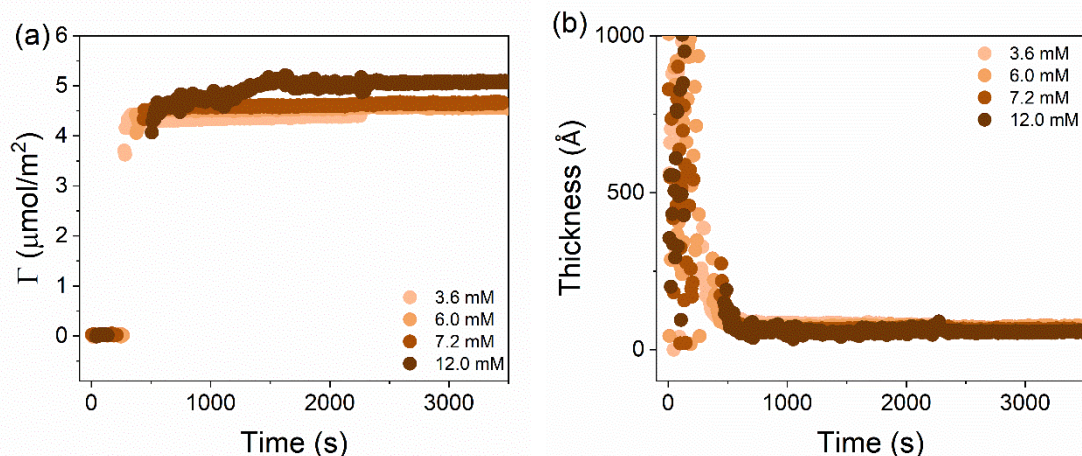 (a)
6
5
4
3
2
1
0
Γ (μmol/m²)
0 1000 2000 3000
Time (s)
3.6 mM
6.0 mM
7.2 mM
12.0 mM
(b)
1000
500
0
Thickness (Å)
0 1000 2000 3000
Time (s)
3.6 mM
6.0 mM
7.2 mM
12.0 mM